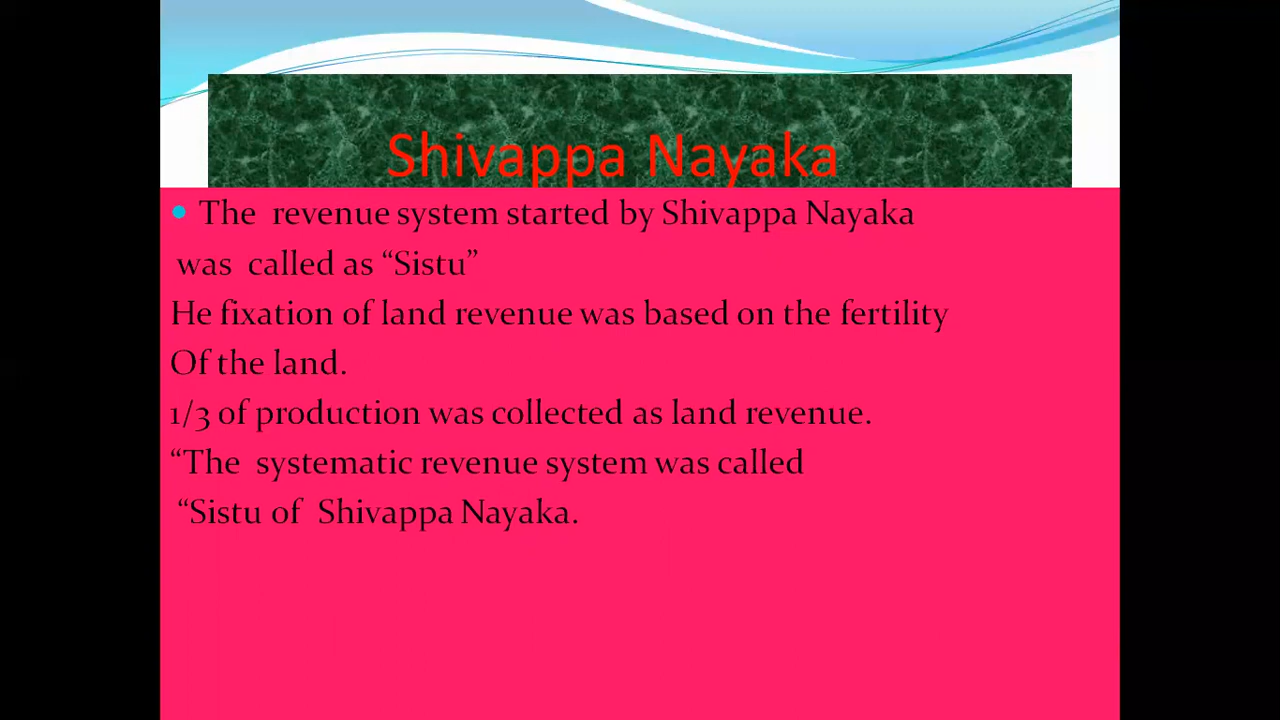 Shivappa Nayaka
• The revenue system started by Shivappa Nayaka
was called as “Sistu”
He fixation of land revenue was based on the fertility
Of the land.
1/3 of production was collected as land revenue.
“The systematic revenue system was called
“Sistu of Shivappa Nayaka.